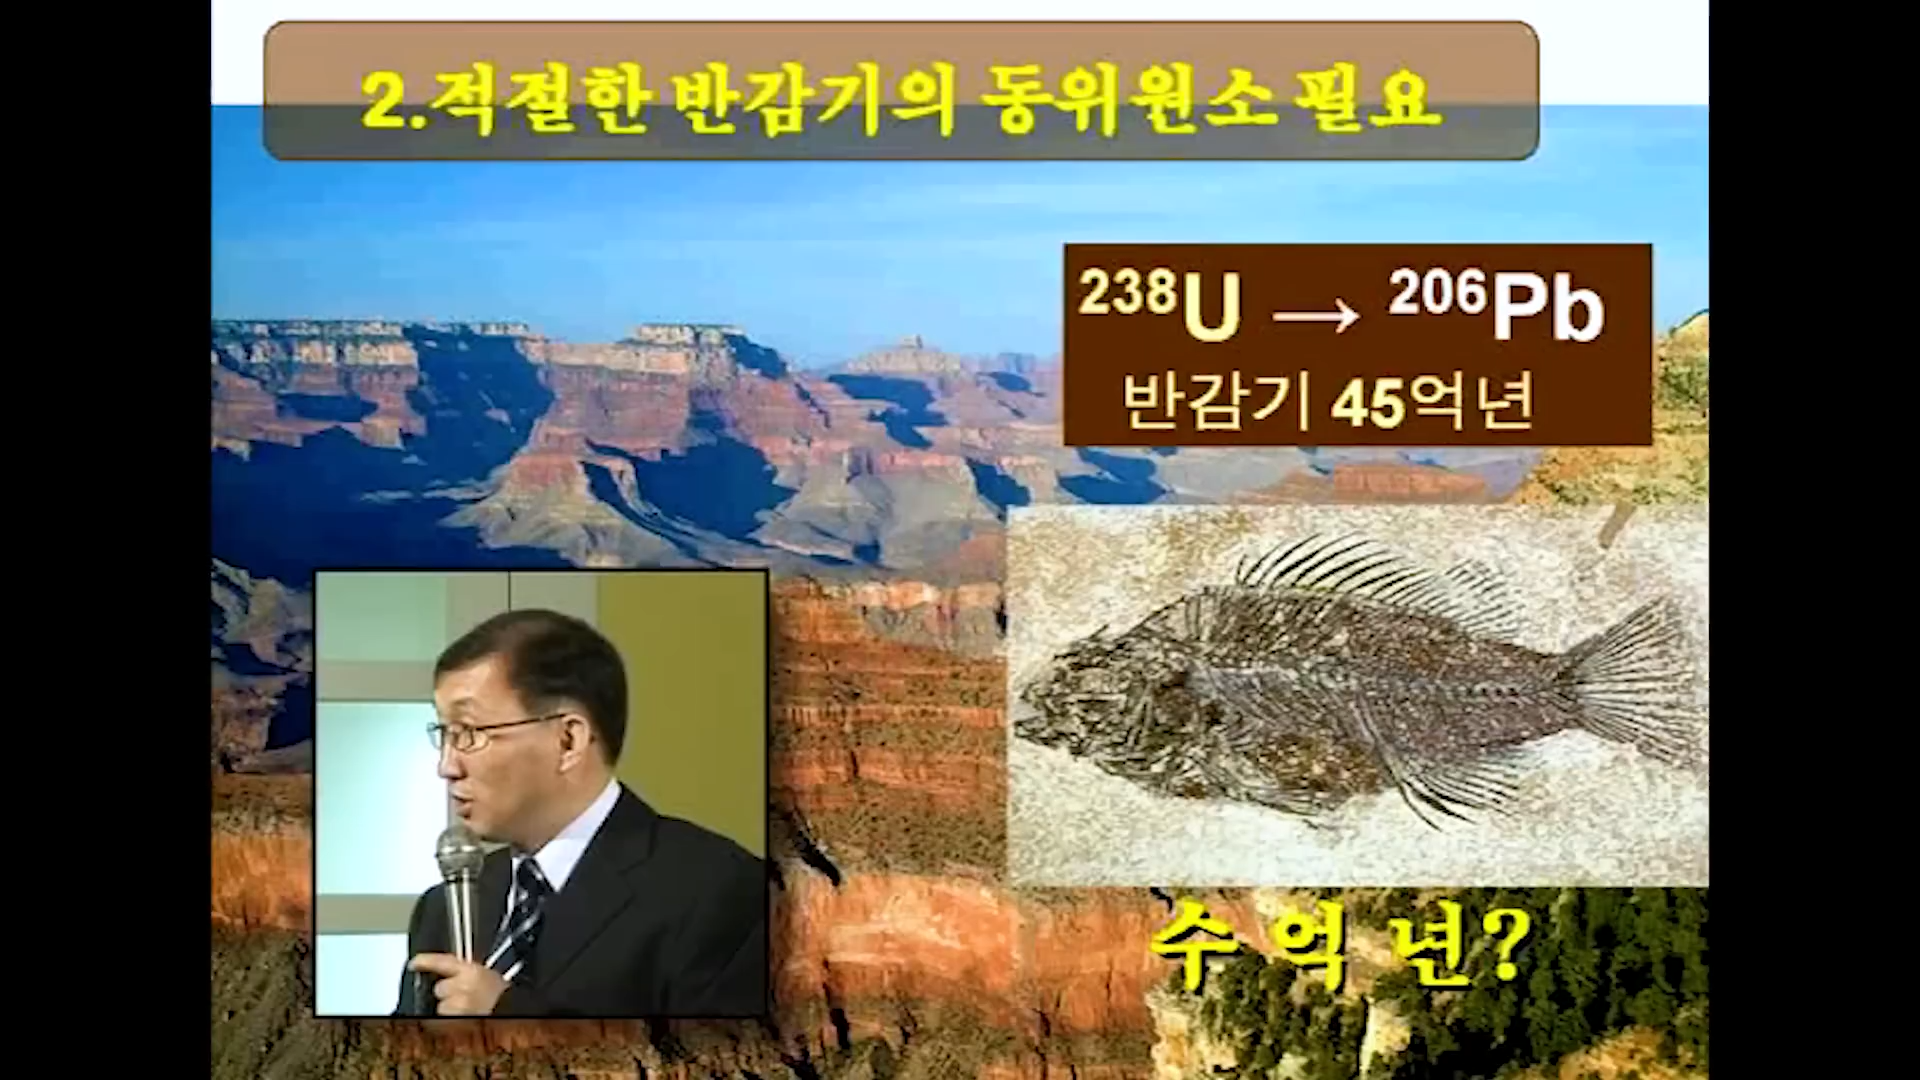 2.적절한 반감기의 동위원소 필요
²³⁸U → ²⁰⁶Pb
반감기 45억년
수 억 년?